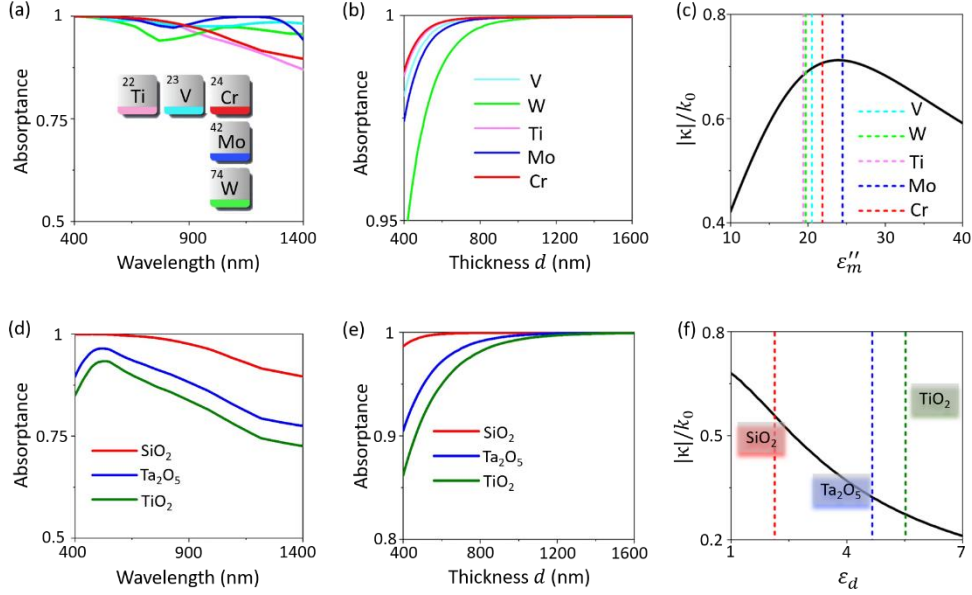 (a)
1
0.75
0.5
Absorptance
22
Ti
23
V
24
Cr
42
Mo
74
W
400
900
1400
Wavelength (nm)
(b)
1
0.95
Absorptance
V
W
Ti
Mo
Cr
400
800
1200
1600
Thickness d (nm)
(c)
0.8
0.6
0.4
|κ|/k₀
V
W
Ti
Mo
Cr
10
20
30
40
ε″ₘ
(d)
1
0.75
0.5
Absorptance
SiO₂
Ta₂O₅
TiO₂
400
900
1400
Wavelength (nm)
(e)
1
0.9
0.8
Absorptance
SiO₂
Ta₂O₅
TiO₂
400
800
1200
1600
Thickness d (nm)
(f)
0.8
0.5
0.2
|κ|/k₀
SiO₂
Ta₂O₅
TiO₂
1
4
7
ε_d